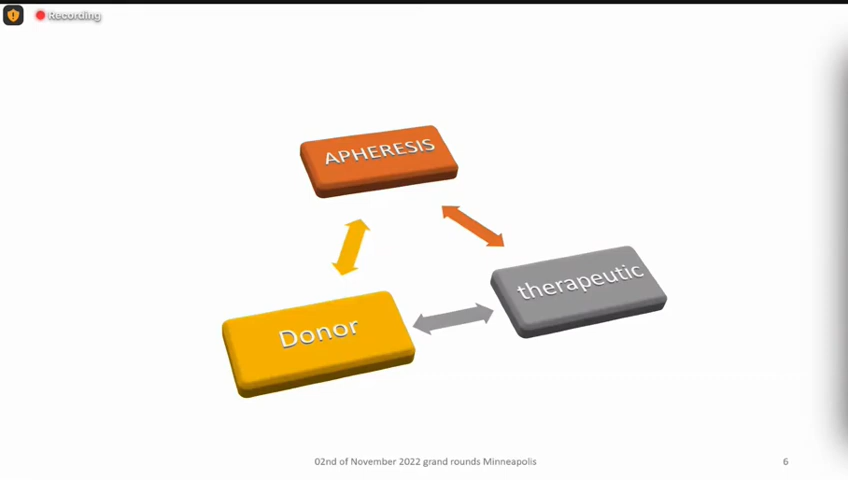 Recording
APHERESIS
therapeutic
Donor
02nd of November 2022 grand rounds Minneapolis
6